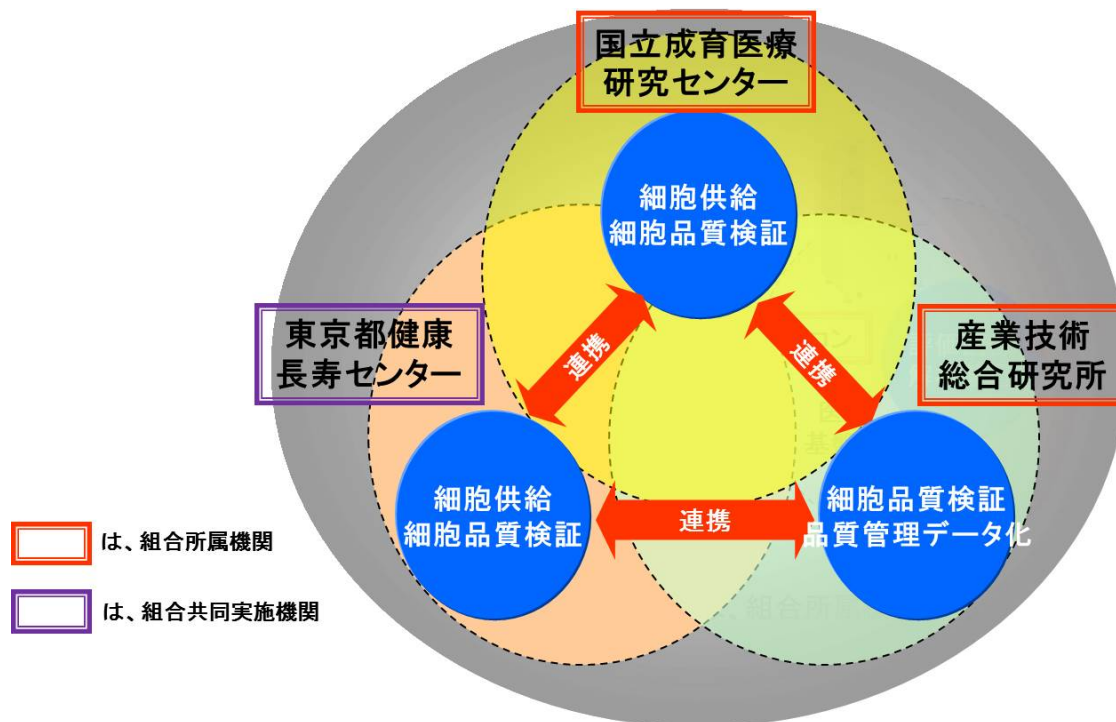 国立成育医療
研究センター
細胞供給
細胞品質検証
東京都健康
長寿センター
産業技術
総合研究所
連携
連携
細胞供給
細胞品質検証
連携
細胞品質検証
品質管理データ化
は、組合所属機関
は、組合共同実施機関